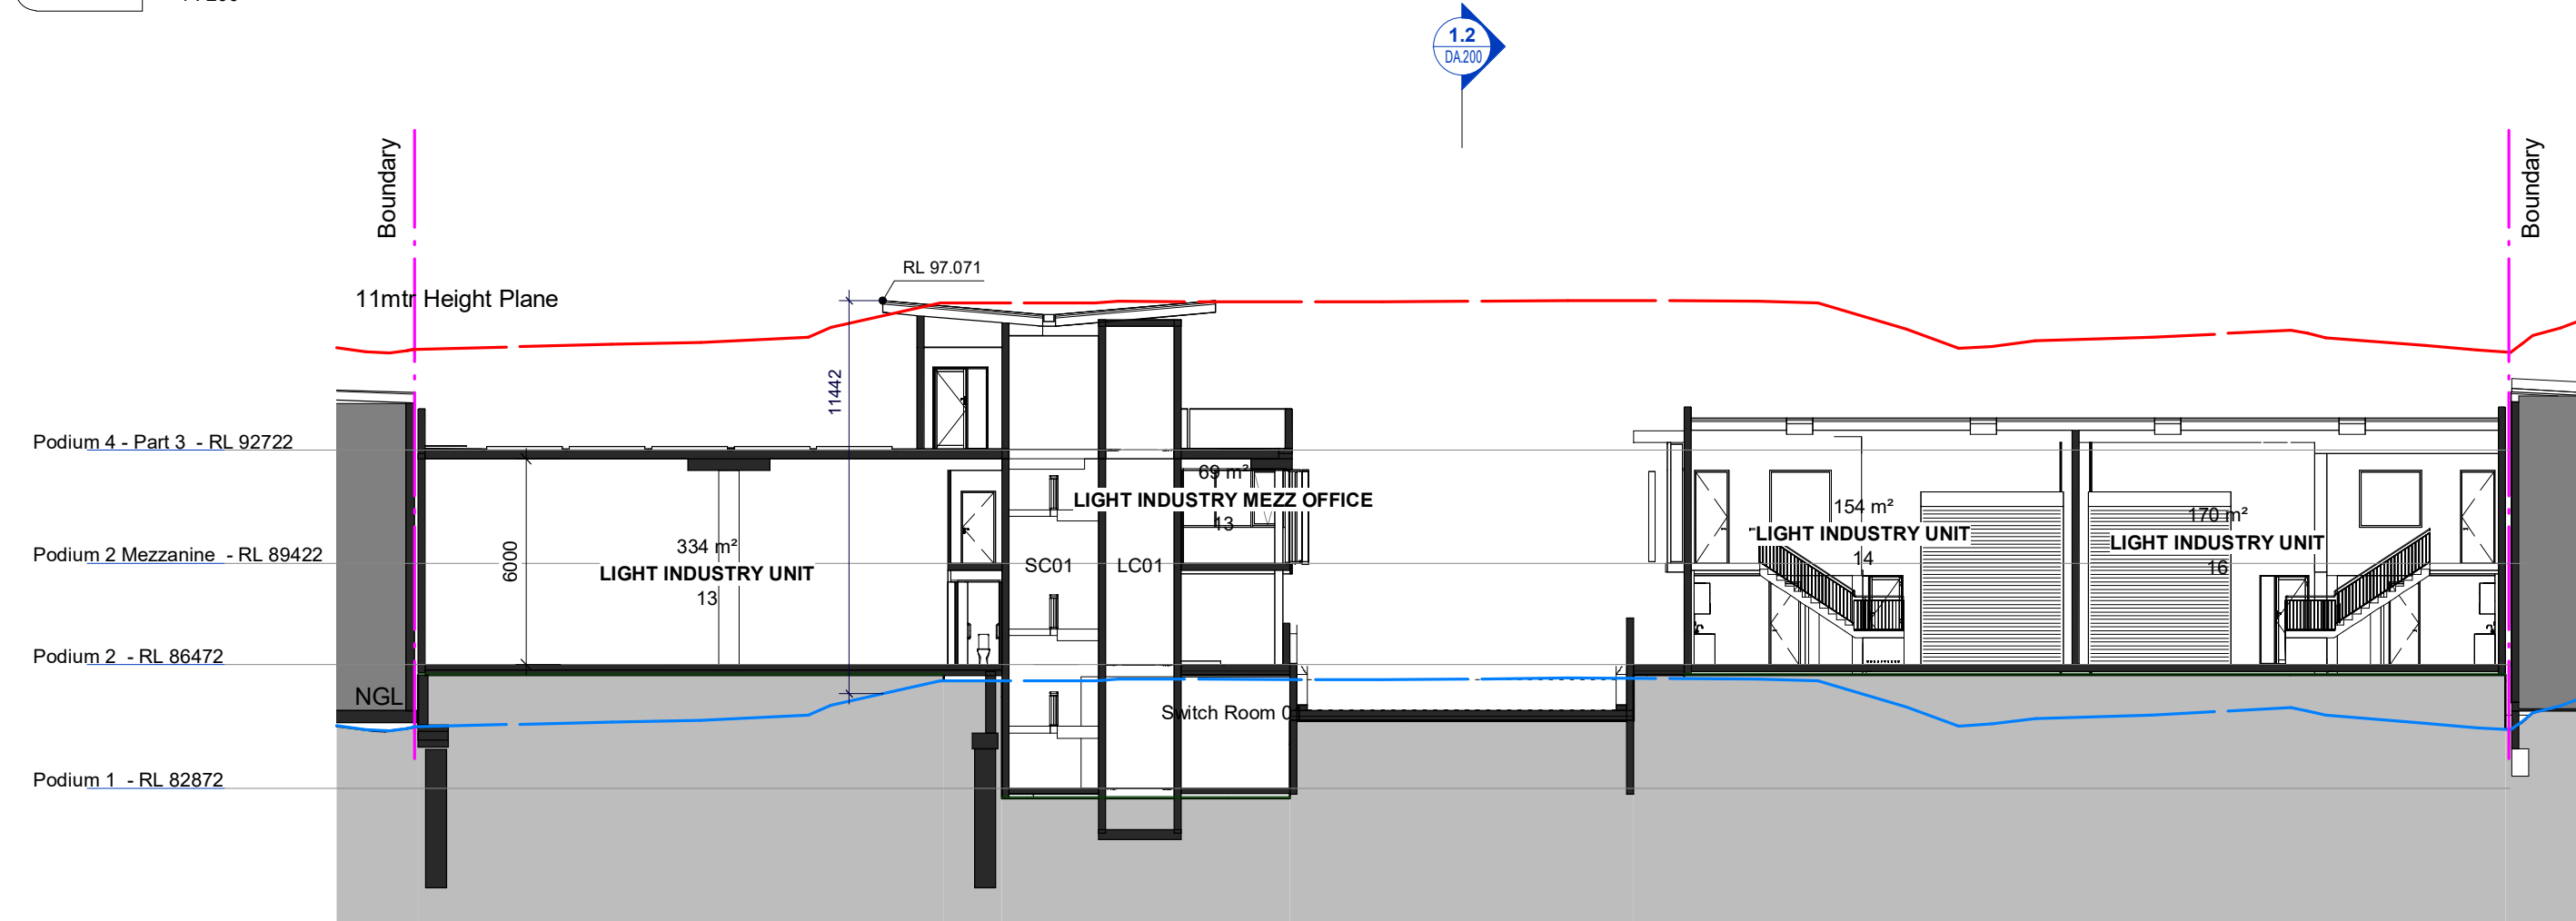 1.2
DA.200
Boundary
Boundary
RL 97.071
11mtr Height Plane
11442
Podium 4 - Part 3 - RL 92722
69 m²
LIGHT INDUSTRY MEZZ OFFICE
13
154 m²
LIGHT INDUSTRY UNIT
14
170 m²
LIGHT INDUSTRY UNIT
16
Podium 2 Mezzanine - RL 89422
6000
334 m²
LIGHT INDUSTRY UNIT
13
SC01
LC01
Podium 2 - RL 86472
NGL
Switch Room 0
Podium 1 - RL 82872